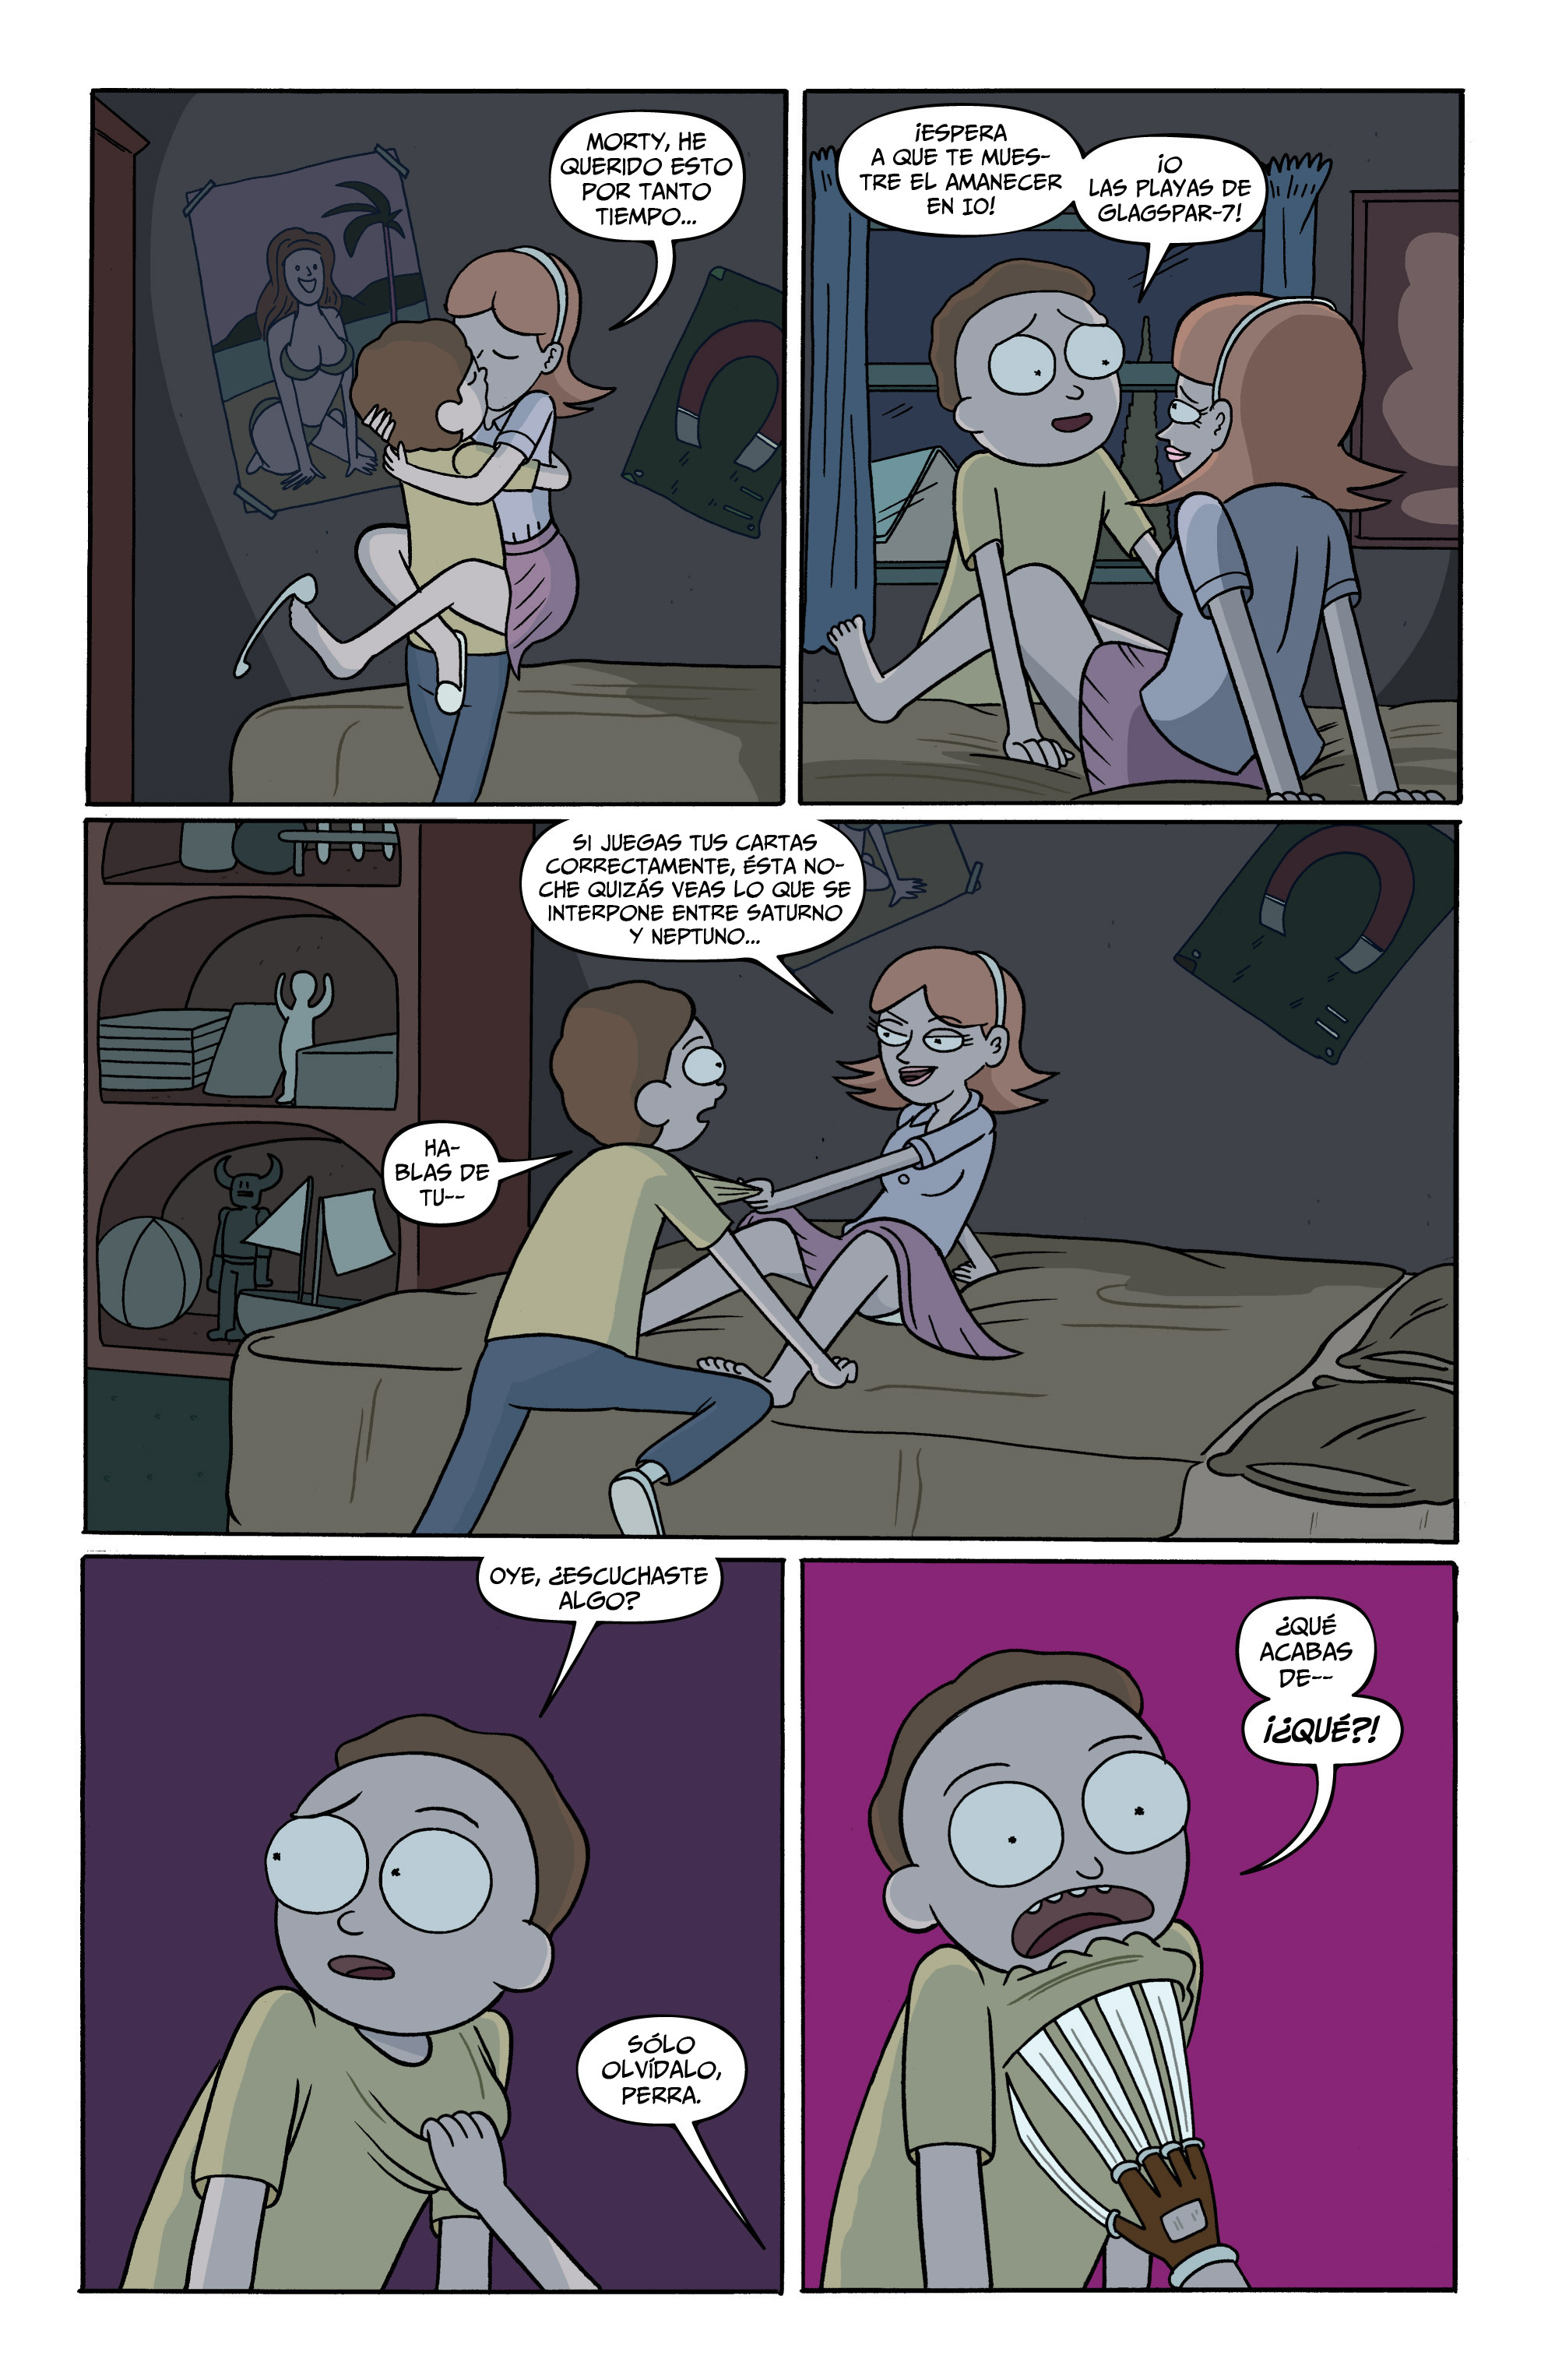 MORTY, HE
QUERIDO ESTO
POR TANTO
TIEMPO...
¡ESPERA
A QUE TE MUES-
TRE EL AMANECER
EN IO!
¡O
LAS PLAYAS DE
GLAGSPAR-7!
SI JUEGAS TUS CARTAS
CORRECTAMENTE, ÉSTA NO-
CHE QUIZÁS VEAS LO QUE SE
INTERPONE ENTRE SATURNO
Y NEPTUNO...
HA-
BLAS DE
TU--
OYE, ¿ESCUCHASTE
ALGO?
SÓLO
OLVÍDALO,
PERRA.
¿QUÉ
ACABAS
DE--
¡¿QUÉ?!